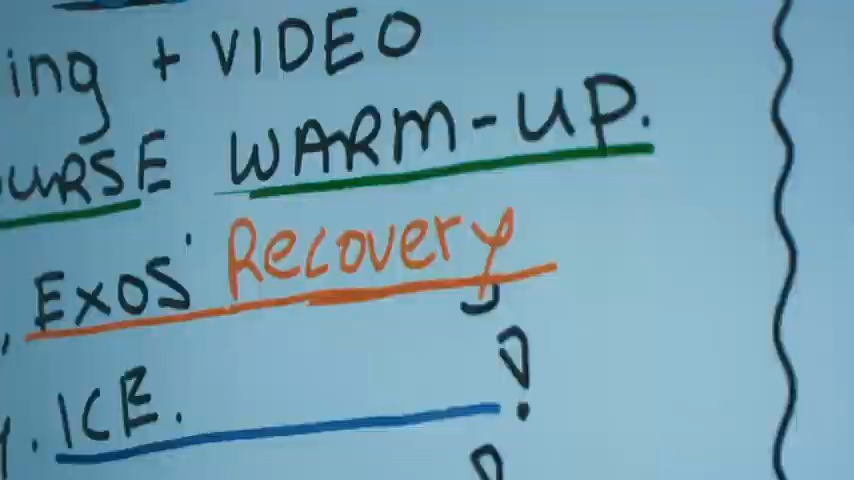 ing + VIDEO
URSE WARM-UP.
EXOS' Recovery
. ICE. !